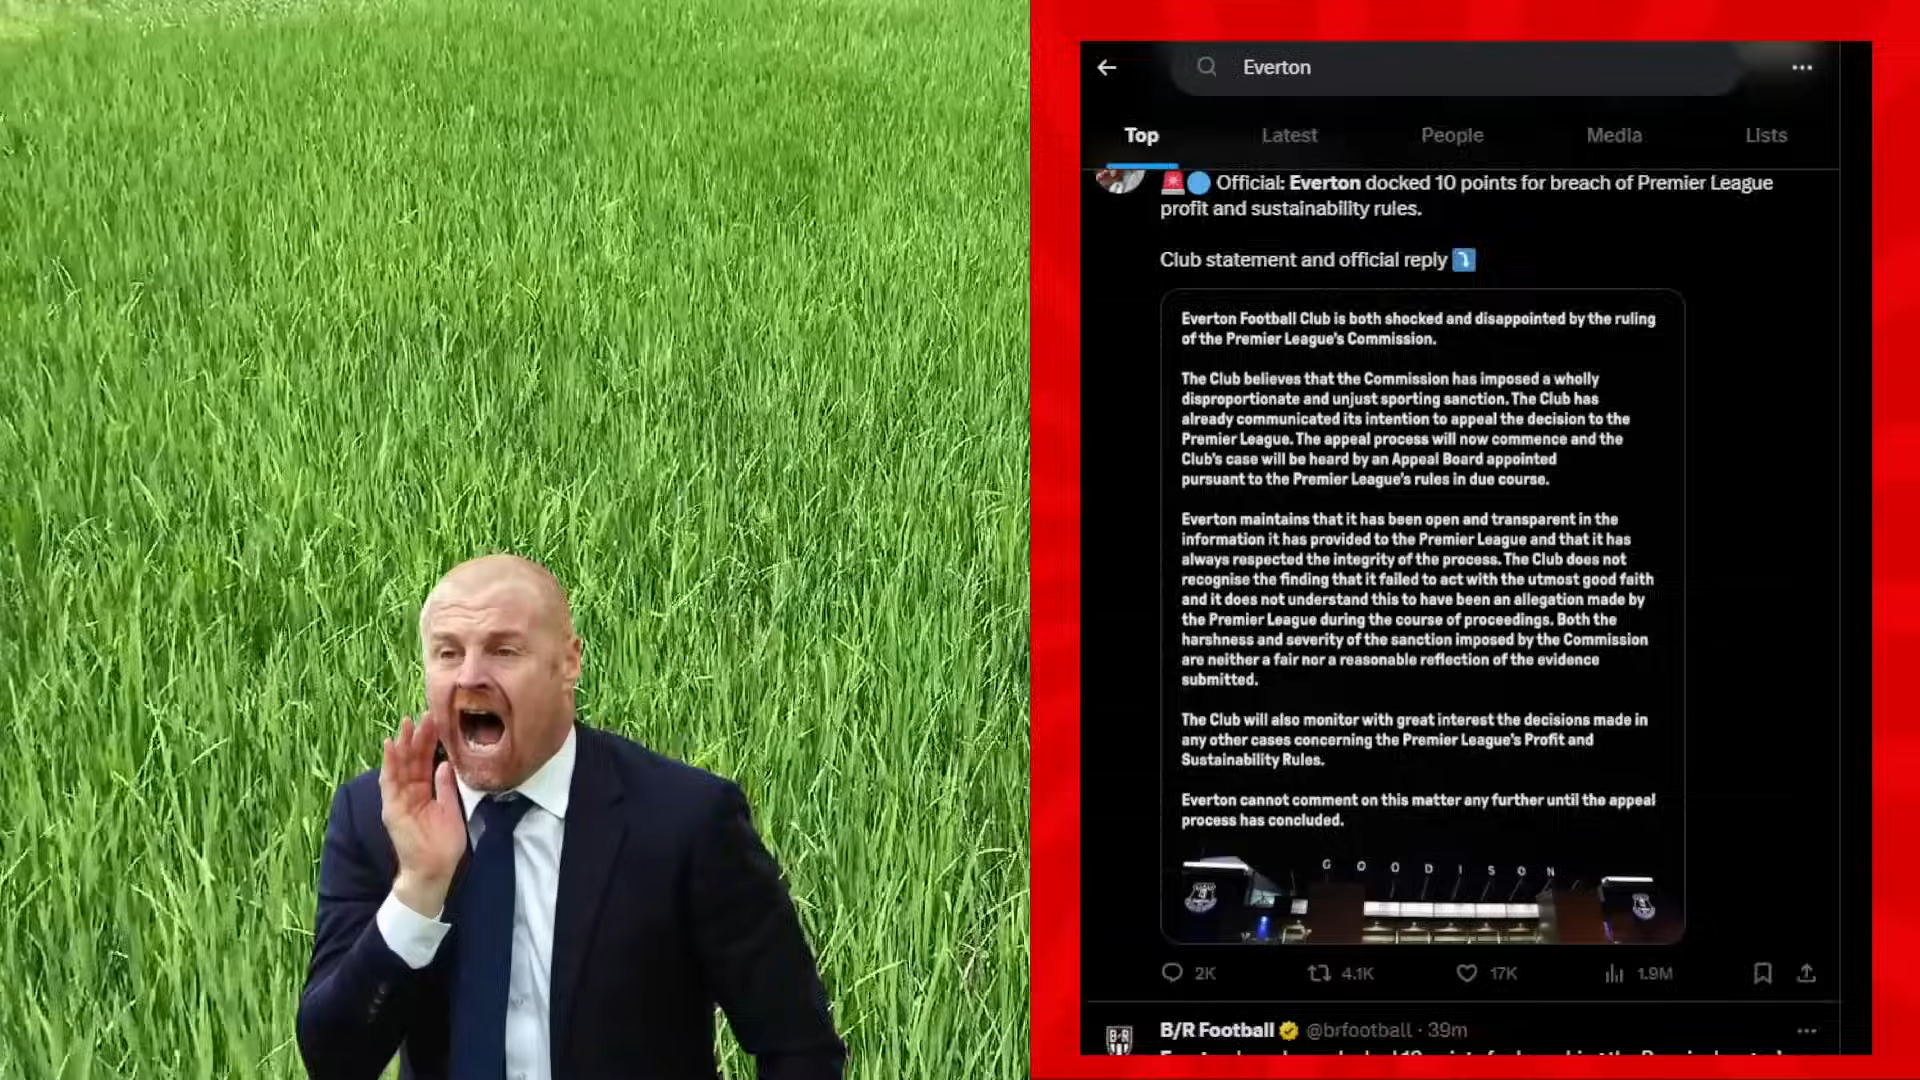 Everton
Top
Latest
People
Media
Lists
Official: Everton docked 10 points for breach of Premier League
profit and sustainability rules.
Club statement and official reply
Everton Football Club is both shocked and disappointed by the ruling
of the Premier League's Commission.
The Club believes that the Commission has imposed a wholly
disproportionate and unjust sporting sanction. The Club has
already communicated its intention to appeal the decision to the
Premier League. The appeal process will now commence and the
Club's case will be heard by an Appeal Board appointed
pursuant to the Premier League's rules in due course.
Everton maintains that it has been open and transparent in the
information it has provided to the Premier League and that it has
always respected the integrity of the process. The Club does not
recognise the finding that it failed to act with the utmost good faith
and it does not understand this to have been an allegation made by
the Premier League during the course of proceedings. Both the
harshness and severity of the sanction imposed by the Commission
are neither a fair nor a reasonable reflection of the evidence
submitted.
The Club will also monitor with great interest the decisions made in
any other cases concerning the Premier League's Profit and
Sustainability Rules.
Everton cannot comment on this matter any further until the appeal
process has concluded.
GOODISON
2K
4.1K
17K
1.9M
B/R
B/R Football @brfootball · 39m